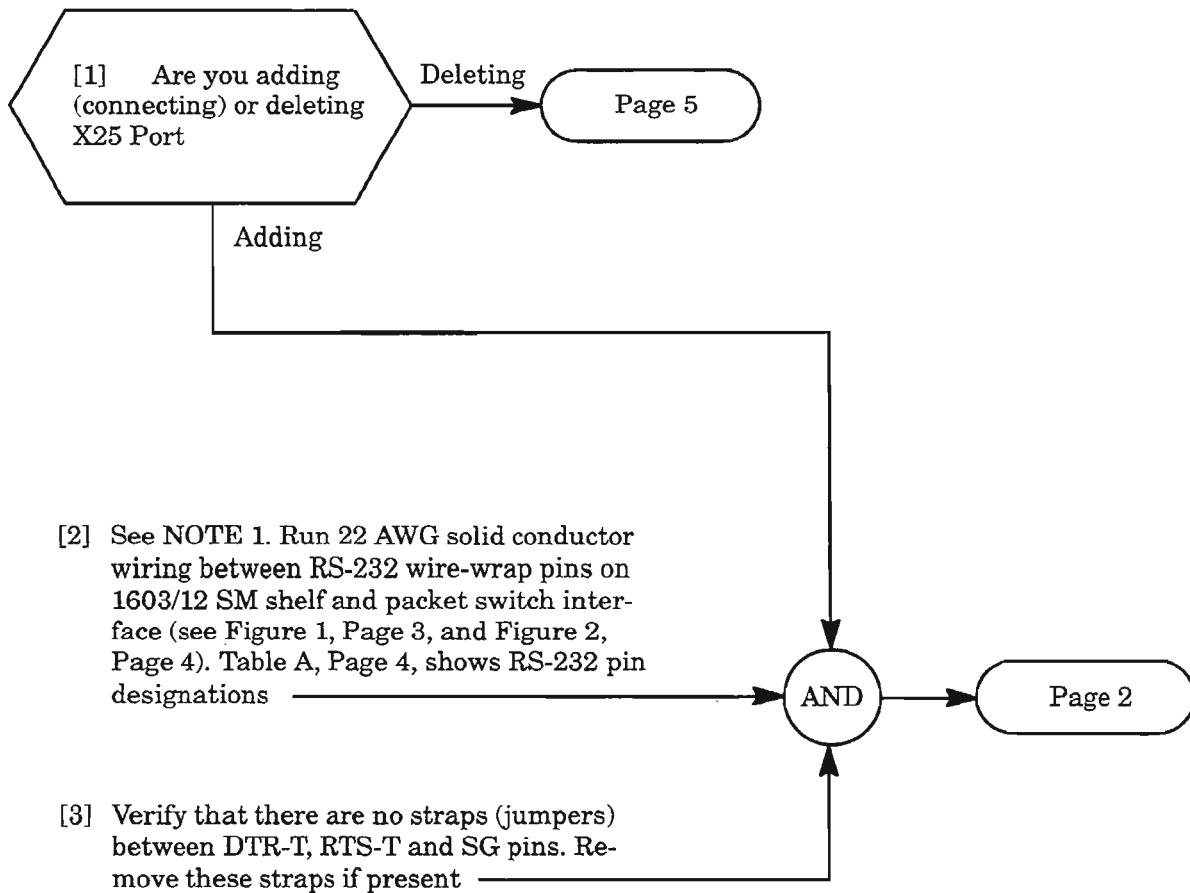 [1] Are you adding
(connecting) or deleting
X25 Port
Deleting
Page 5
Adding
[2] See NOTE 1. Run 22 AWG solid conductor
wiring between RS-232 wire-wrap pins on
1603/12 SM shelf and packet switch inter-
face (see Figure 1, Page 3, and Figure 2,
Page 4). Table A, Page 4, shows RS-232 pin
designations
AND
Page 2
[3] Verify that there are no straps (jumpers)
between DTR-T, RTS-T and SG pins. Re-
move these straps if present